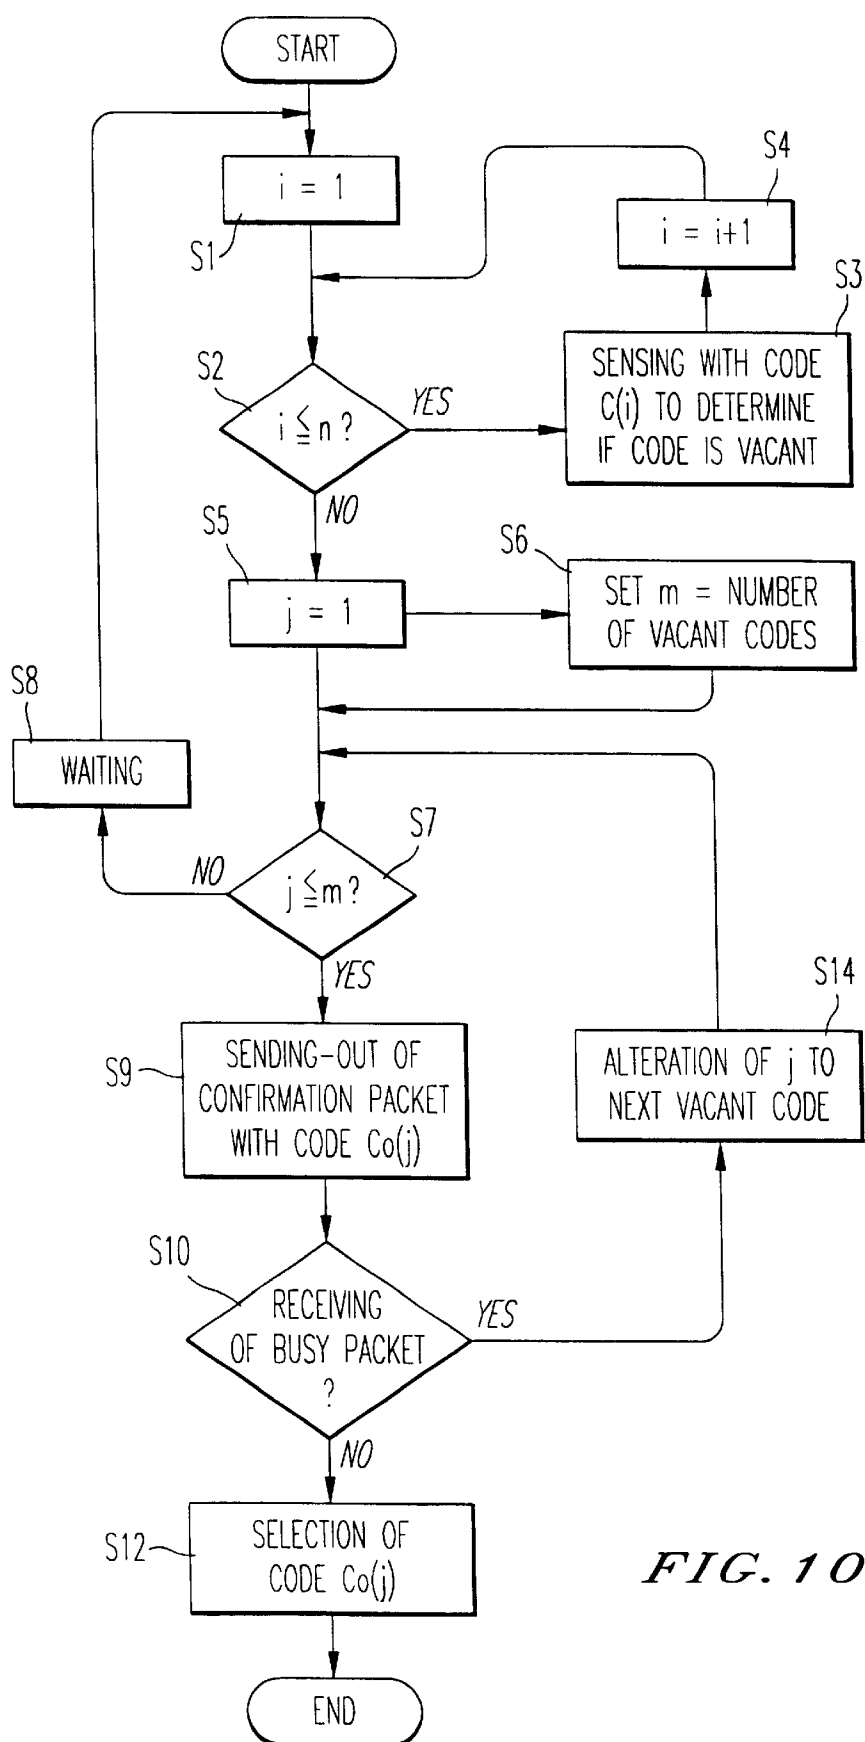 START
i = 1
S1
S4
i = i+1
S3
SENSING WITH CODE
C(i) TO DETERMINE
IF CODE IS VACANT
S2
i ≦ n?
YES
NO
S5
j = 1
S6
SET m = NUMBER
OF VACANT CODES
S8
WAITING
S7
j ≦ m?
NO
YES
S9
SENDING-OUT OF
CONFIRMATION PACKET
WITH CODE Co(j)
S14
ALTERATION OF j TO
NEXT VACANT CODE
S10
RECEIVING
OF BUSY PACKET
?
YES
NO
S12
SELECTION OF
CODE Co(j)
FIG. 10
END